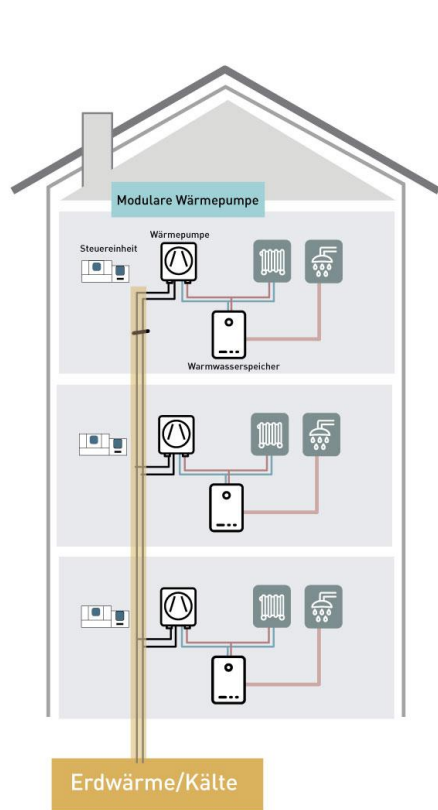 Modulare Wärmepumpe
Wärmepumpe
Steuereinheit
Warmwasserspeicher
Erdwärme/Kälte